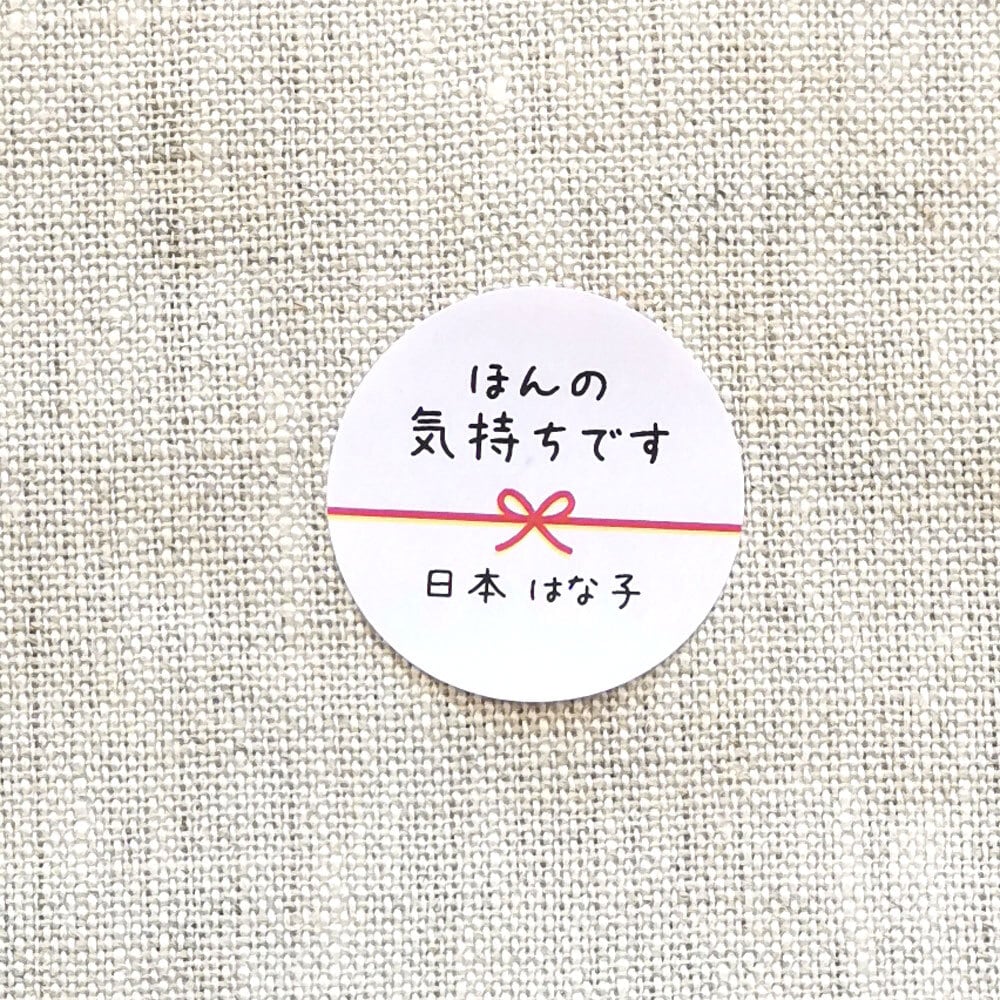 ほんの
気持ちです
日本 はな子